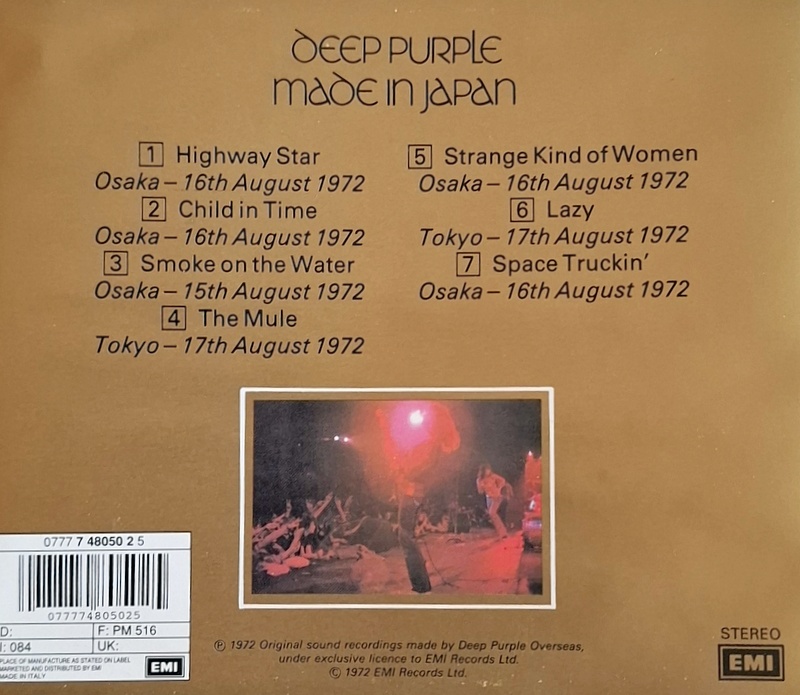 DEEP PURPLE
MADE IN JAPAN
1 Highway Star
Osaka – 16th August 1972
2 Child in Time
Osaka – 16th August 1972
3 Smoke on the Water
Osaka – 15th August 1972
4 The Mule
Tokyo – 17th August 1972
5 Strange Kind of Women
Osaka – 16th August 1972
6 Lazy
Tokyo – 17th August 1972
7 Space Truckin'
Osaka – 16th August 1972
0777 7 48050 2 5
077774805025
D: F: PM 516
I: 084 UK:
PLACE OF MANUFACTURE AS STATED ON LABEL
MARKETED AND DISTRIBUTED BY EMI
MADE IN ITALY
EMI
℗ 1972 Original sound recordings made by Deep Purple Overseas,
under exclusive licence to EMI Records Ltd.
© 1972 EMI Records Ltd.
STEREO
EMI